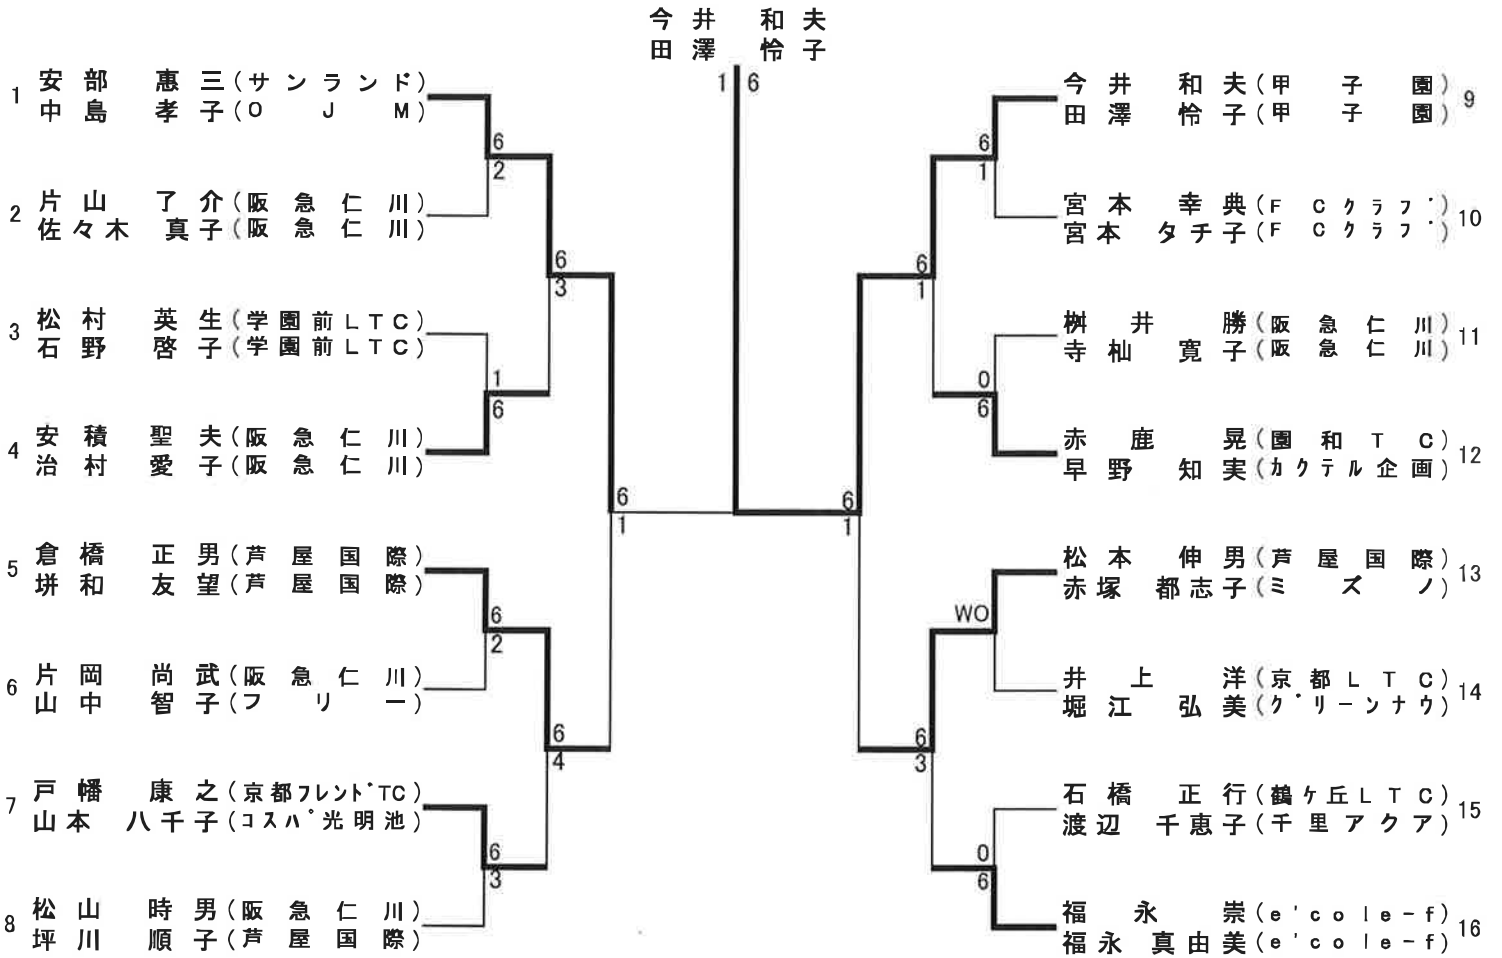 今井 和夫
田澤 怜子
1 6
1 安部 惠三(サンランド)
中島 孝子(OJM)
6
2
2 片山 了介(阪急仁川)
佐々木 真子(阪急仁川)
6
3
3 松村 英生(学園前LTC)
石野 啓子(学園前LTC)
1
6
4 安積 聖夫(阪急仁川)
治村 愛子(阪急仁川)
6
1
5 倉橋 正男(芦屋国際)
垪和 友望(芦屋国際)
6
2
6 片岡 尚武(阪急仁川)
山中 智子(フリー)
6
4
7 戸幡 康之(京都フレンドTC)
山本 八千子(コスパ光明池)
6
3
8 松山 時男(阪急仁川)
坪川 順子(芦屋国際)
今井 和夫(甲子園) 9
田澤 怜子(甲子園)
6
1
宮本 幸典(FCクラブ) 10
宮本 タチ子(FCクラブ)
6
1
桝井 勝(阪急仁川) 11
寺杣 寛子(阪急仁川)
0
6
赤鹿 晃(園和TC) 12
早野 知実(カクテル企画)
6
1
松本 伸男(芦屋国際) 13
赤塚 都志子(ミズノ)
WO
井上 洋(京都LTC) 14
堀江 弘美(グリーンナウ)
6
3
石橋 正行(鶴ケ丘LTC) 15
渡辺 千恵子(千里アクア)
0
6
福永 崇(e'cole-f) 16
福永 真由美(e'cole-f)